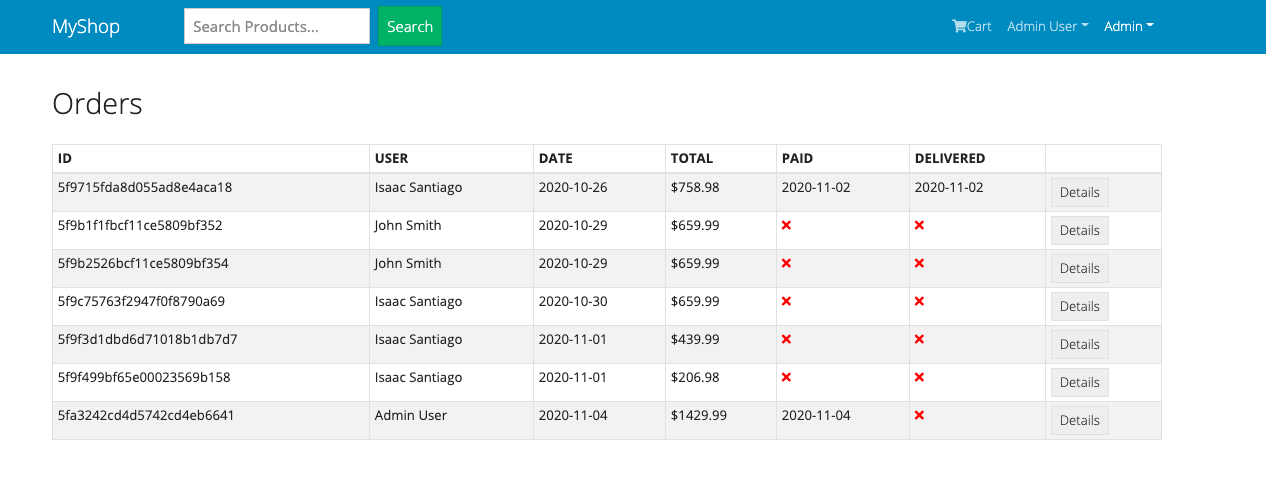 MyShop Search Products... Search Cart Admin User Admin
Orders
ID USER DATE TOTAL PAID DELIVERED
5f9715fda8d055ad8e4aca18 Isaac Santiago 2020-10-26 $758.98 2020-11-02 2020-11-02 Details
5f9b1f1fbcf11ce5809bf352 John Smith 2020-10-29 $659.99 Details
5f9b2526bcf11ce5809bf354 John Smith 2020-10-29 $659.99 Details
5f9c75763f2947f0f8790a69 Isaac Santiago 2020-10-30 $659.99 Details
5f9f3d1dbd6d71018b1db7d7 Isaac Santiago 2020-11-01 $439.99 Details
5f9f499bf65e00023569b158 Isaac Santiago 2020-11-01 $206.98 Details
5fa3242cd4d5742cd4eb6641 Admin User 2020-11-04 $1429.99 2020-11-04 Details